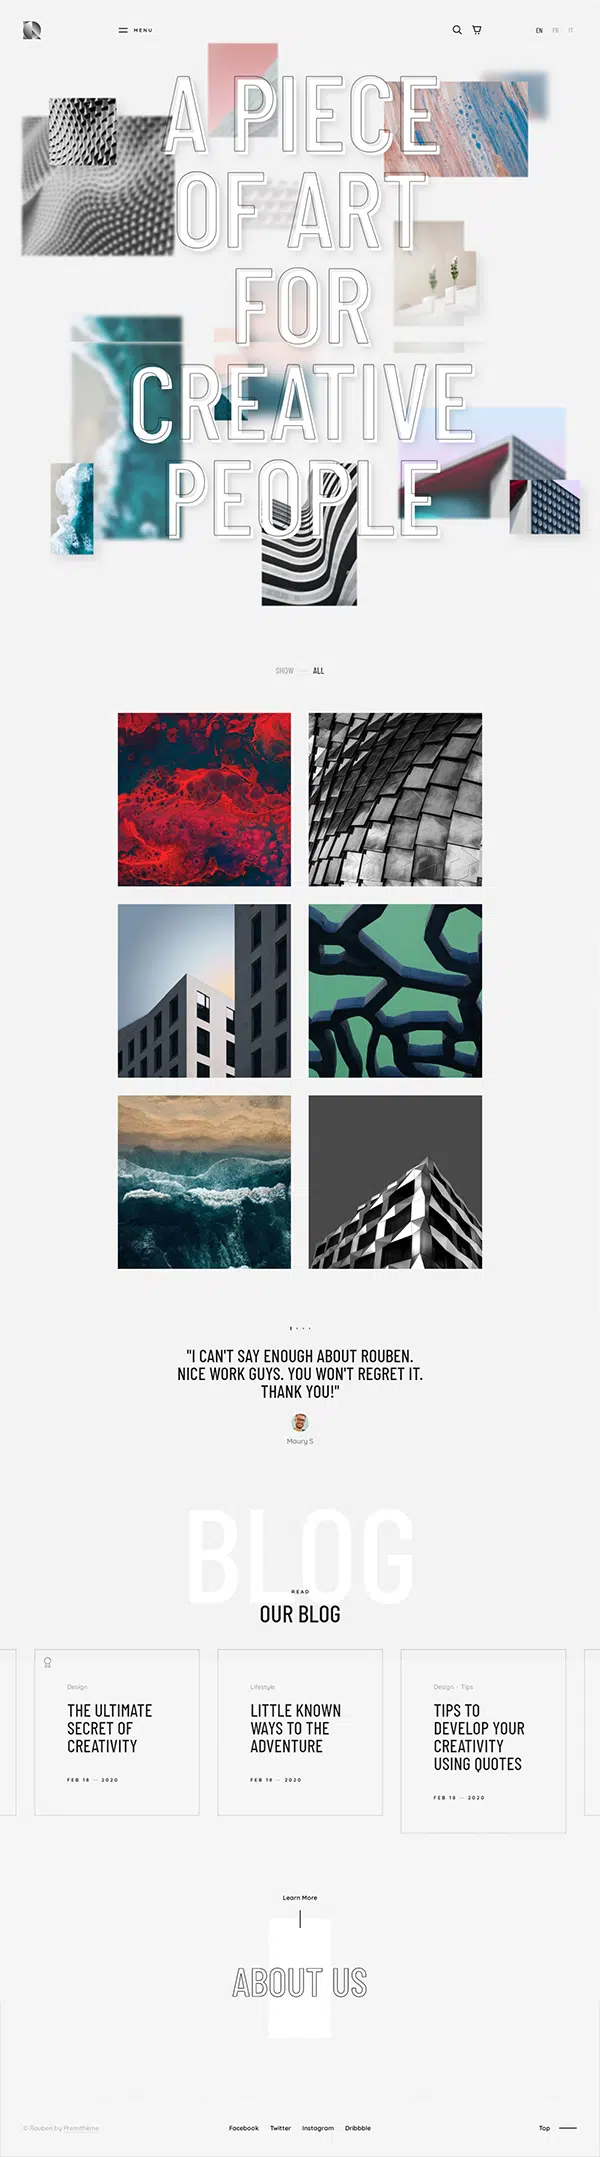 MENU
EN FR IT
A PIECE
OF ART
FOR
CREATIVE
PEOPLE
SHOW — ALL
"I CAN'T SAY ENOUGH ABOUT ROUBEN.
NICE WORK GUYS. YOU WON'T REGRET IT.
THANK YOU!"
Maury S
BLOG
READ
OUR BLOG
Design
THE ULTIMATE
SECRET OF
CREATIVITY
FEB 18 — 2020
Lifestyle
LITTLE KNOWN
WAYS TO THE
ADVENTURE
FEB 18 — 2020
Design · Tips
TIPS TO
DEVELOP YOUR
CREATIVITY
USING QUOTES
FEB 18 — 2020
Learn More
ABOUT US
© Rouben by Premitheme
Facebook Twitter Instagram Dribbble
Top